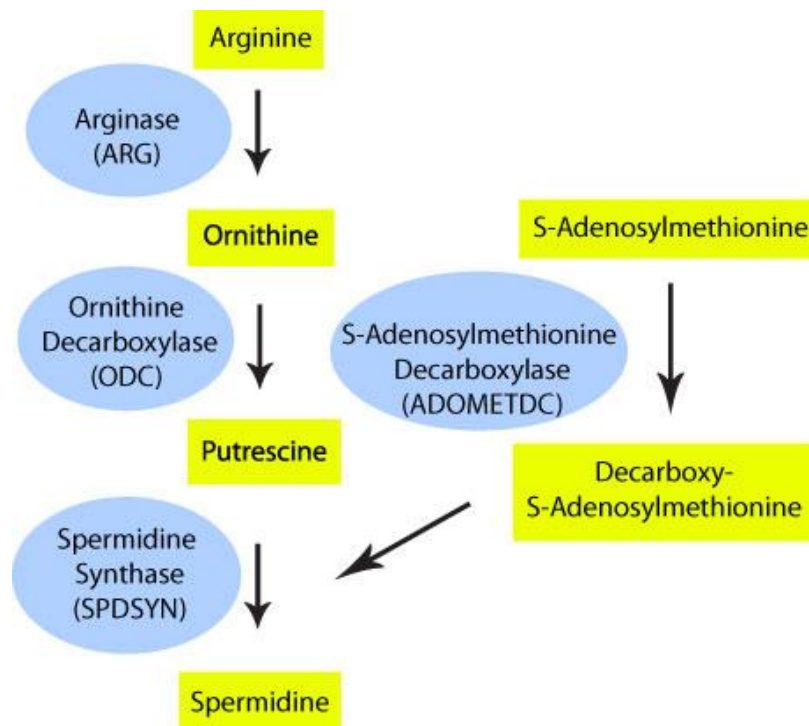 Arginine
Arginase
(ARG)
Ornithine
S-Adenosylmethionine
Ornithine
Decarboxylase
(ODC)
S-Adenosylmethionine
Decarboxylase
(ADOMETDC)
Putrescine
Decarboxy-
S-Adenosylmethionine
Spermidine
Synthase
(SPDSYN)
Spermidine